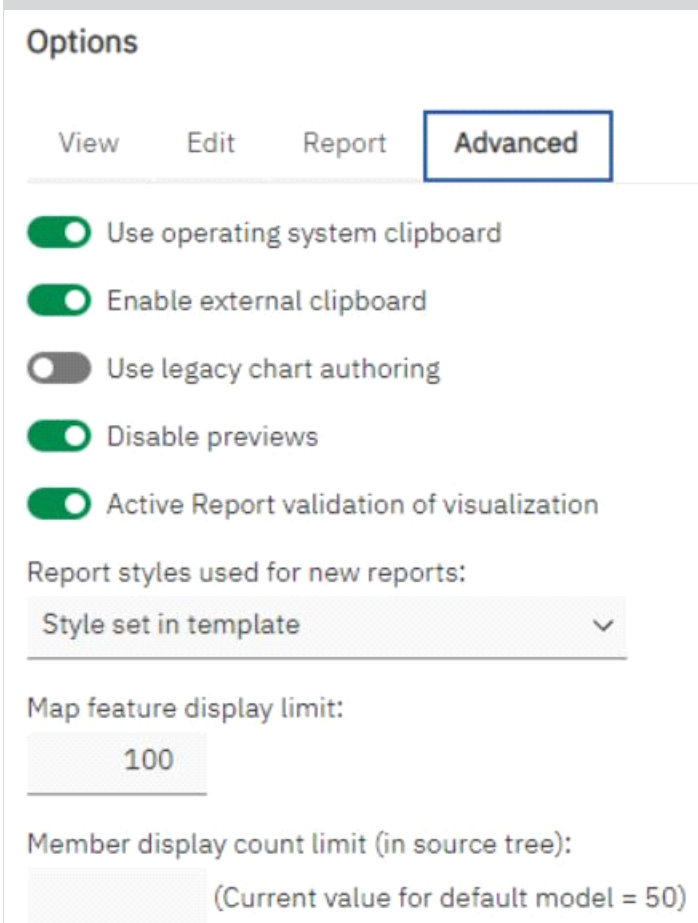 Options
View Edit Report Advanced
Use operating system clipboard
Enable external clipboard
Use legacy chart authoring
Disable previews
Active Report validation of visualization
Report styles used for new reports:
Style set in template
Map feature display limit:
100
Member display count limit (in source tree):
(Current value for default model = 50)